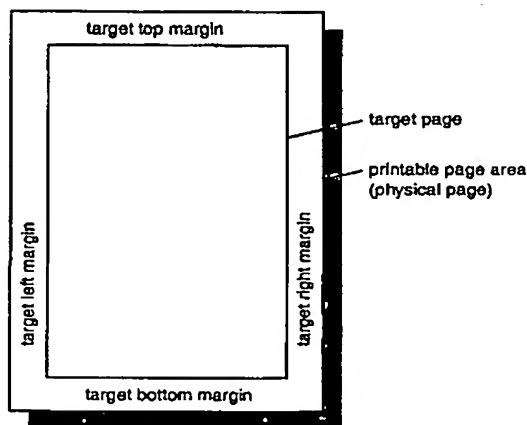 target top margin
target page
printable page area
(physical page)
target left margin
target right margin
target bottom margin